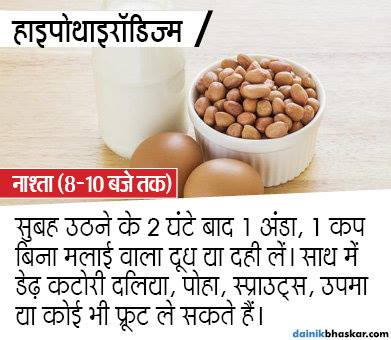 हाइपोथाइरॉडिज्म
नाश्ता (8-10 बजे तक)
सुबह उठने के 2 घंटे बाद 1 अंडा, 1 कप
बिना मलाई वाला दूध या दही लें। साथ में
डेढ़ कटोरी दलिया, पोहा, स्प्राउट्स, उपमा
या कोई भी फ्रूट ले सकते हैं।
dainikbhaskar.com